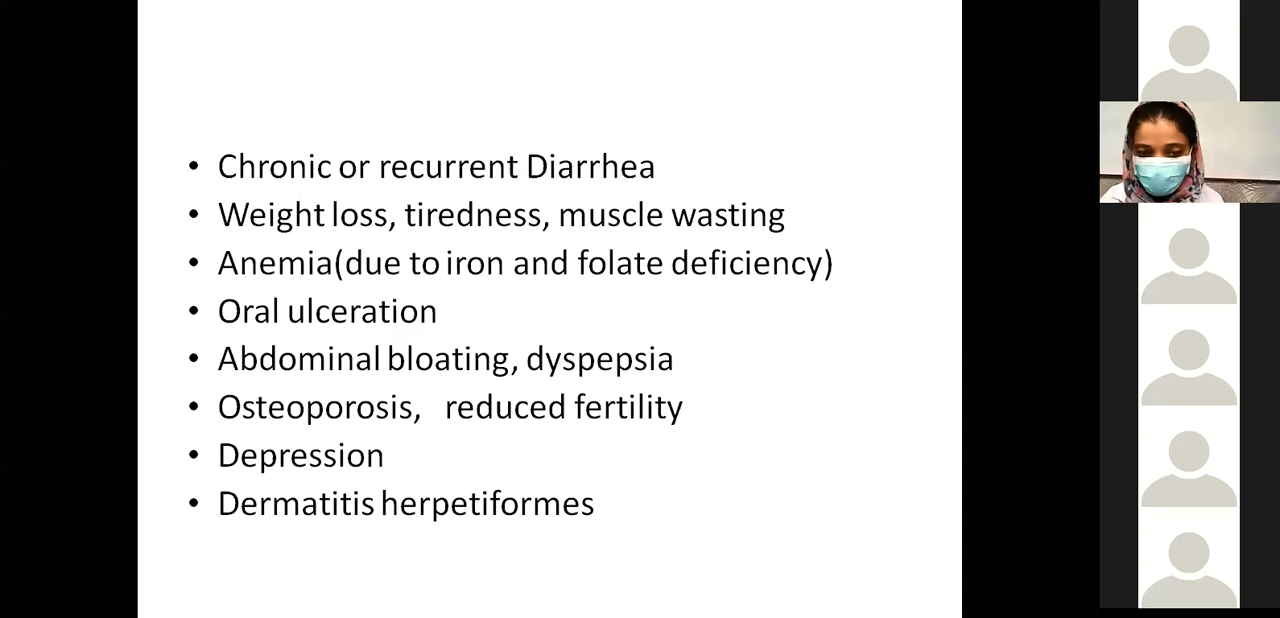 • Chronic or recurrent Diarrhea
• Weight loss, tiredness, muscle wasting
• Anemia(due to iron and folate deficiency)
• Oral ulceration
• Abdominal bloating, dyspepsia
• Osteoporosis, reduced fertility
• Depression
• Dermatitis herpetiformes